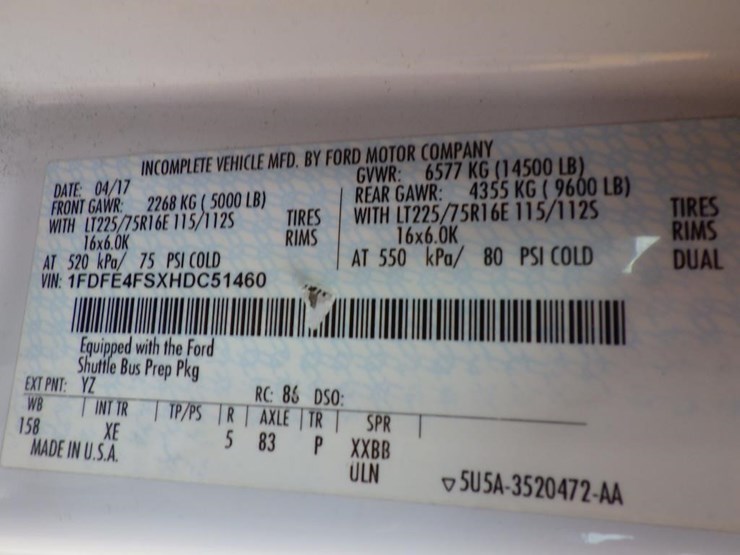 INCOMPLETE VEHICLE MFD. BY FORD MOTOR COMPANY
DATE: 04/17 GVWR: 6577 KG (14500 LB)
FRONT GAWR: 2268 KG ( 5000 LB) REAR GAWR: 4355 KG ( 9600 LB)
WITH LT225/75R16E 115/112S TIRES WITH LT225/75R16E 115/112S TIRES
16x6.0K RIMS 16x6.0K RIMS
AT 520 kPa/ 75 PSI COLD AT 550 kPa/ 80 PSI COLD DUAL
VIN: 1FDFE4FSXHDC51460
Equipped with the Ford
Shuttle Bus Prep Pkg
EXT PNT: YZ RC: 86 DSO:
WB INT TR TP/PS R AXLE TR SPR
158 XE 5 83 P XXBB
MADE IN U.S.A. ULN
▽5U5A-3520472-AA